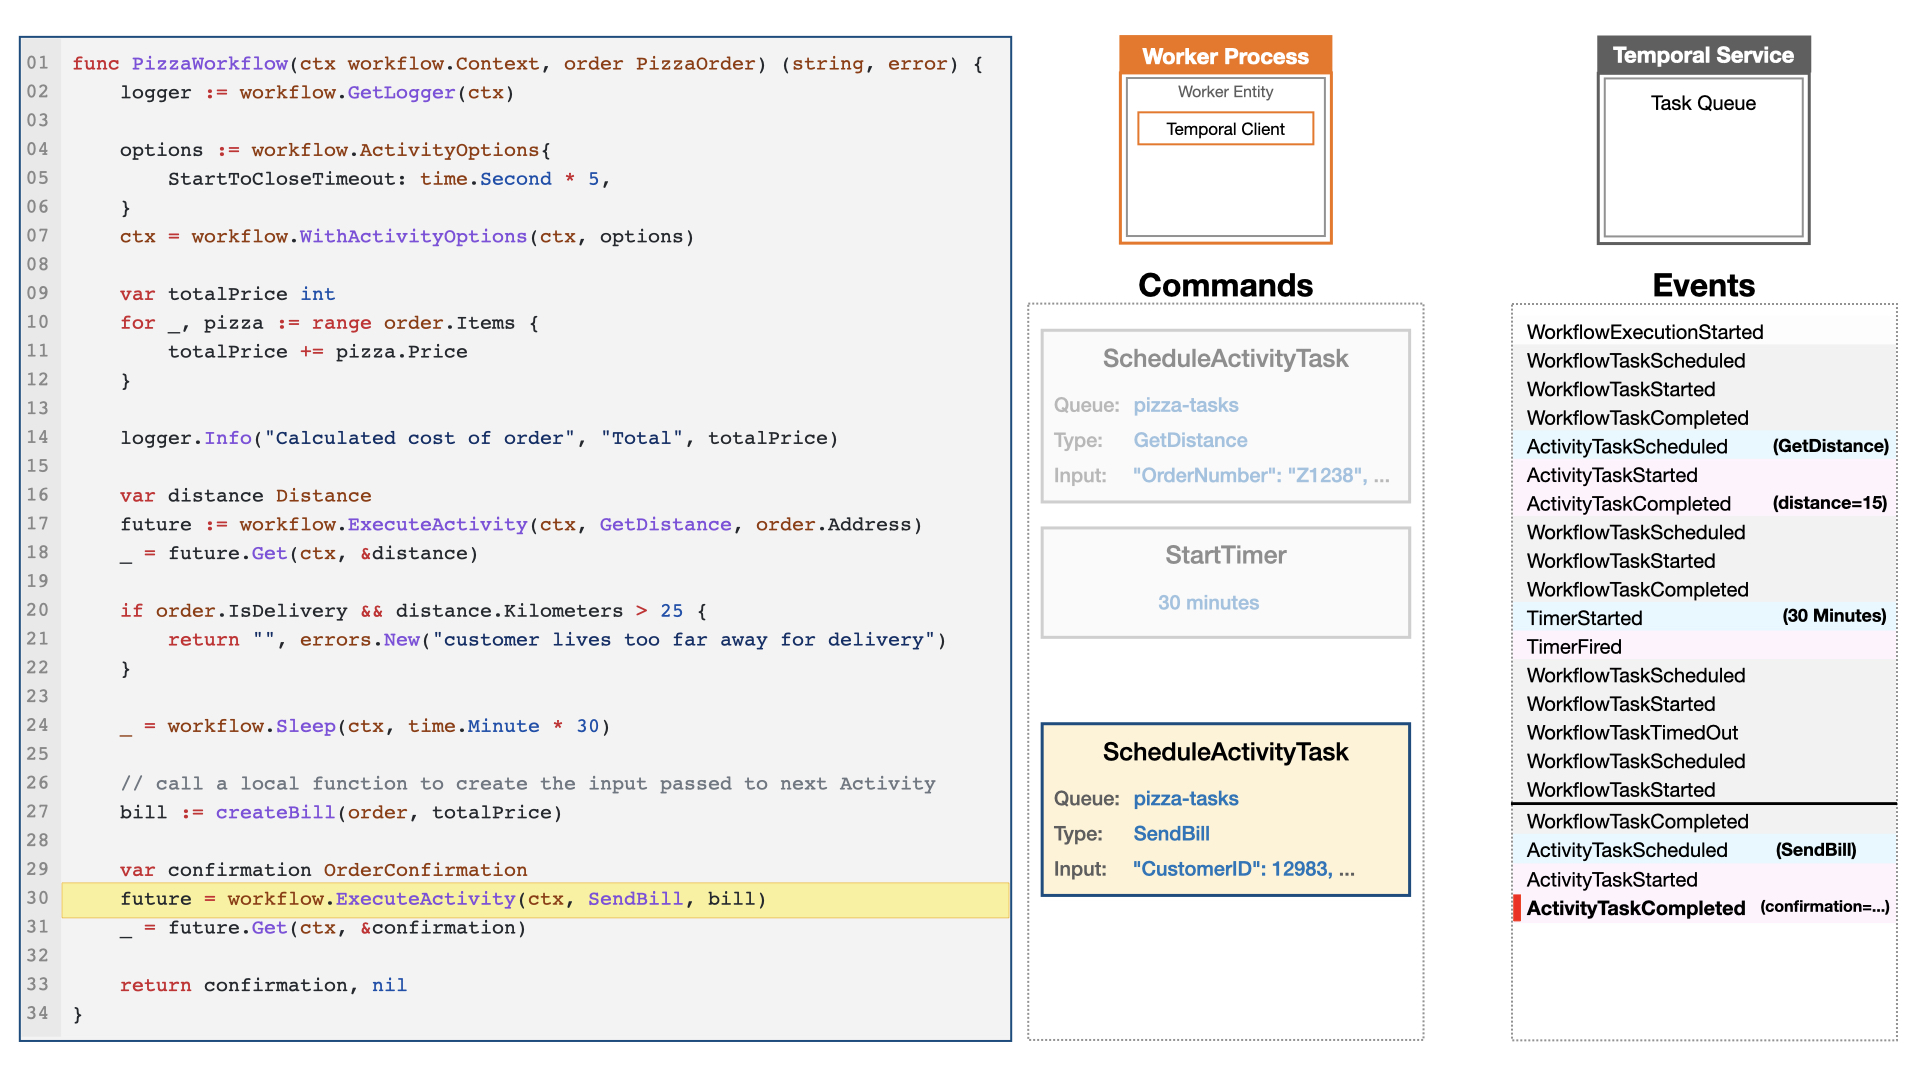 01 func PizzaWorkflow(ctx workflow.Context, order PizzaOrder) (string, error) {
02     logger := workflow.GetLogger(ctx)
03
04     options := workflow.ActivityOptions{
05         StartToCloseTimeout: time.Second * 5,
06     }
07     ctx = workflow.WithActivityOptions(ctx, options)
08
09     var totalPrice int
10     for _, pizza := range order.Items {
11         totalPrice += pizza.Price
12     }
13
14     logger.Info("Calculated cost of order", "Total", totalPrice)
15
16     var distance Distance
17     future := workflow.ExecuteActivity(ctx, GetDistance, order.Address)
18     _ = future.Get(ctx, &distance)
19
20     if order.IsDelivery && distance.Kilometers > 25 {
21         return "", errors.New("customer lives too far away for delivery")
22     }
23
24     _ = workflow.Sleep(ctx, time.Minute * 30)
25
26     // call a local function to create the input passed to next Activity
27     bill := createBill(order, totalPrice)
28
29     var confirmation OrderConfirmation
30     future = workflow.ExecuteActivity(ctx, SendBill, bill)
31     _ = future.Get(ctx, &confirmation)
32
33     return confirmation, nil
34 }
Worker Process
Worker Entity
Temporal Client
Commands
ScheduleActivityTask
Queue: pizza-tasks
Type: GetDistance
Input: "OrderNumber": "Z1238", ...
StartTimer
30 minutes
ScheduleActivityTask
Queue: pizza-tasks
Type: SendBill
Input: "CustomerID": 12983, ...
Temporal Service
Task Queue
Events
WorkflowExecutionStarted
WorkflowTaskScheduled
WorkflowTaskStarted
WorkflowTaskCompleted
ActivityTaskScheduled (GetDistance)
ActivityTaskStarted
ActivityTaskCompleted (distance=15)
WorkflowTaskScheduled
WorkflowTaskStarted
WorkflowTaskCompleted
TimerStarted (30 Minutes)
TimerFired
WorkflowTaskScheduled
WorkflowTaskStarted
WorkflowTaskTimedOut
WorkflowTaskScheduled
WorkflowTaskStarted
WorkflowTaskCompleted
ActivityTaskScheduled (SendBill)
ActivityTaskStarted
ActivityTaskCompleted (confirmation=...)